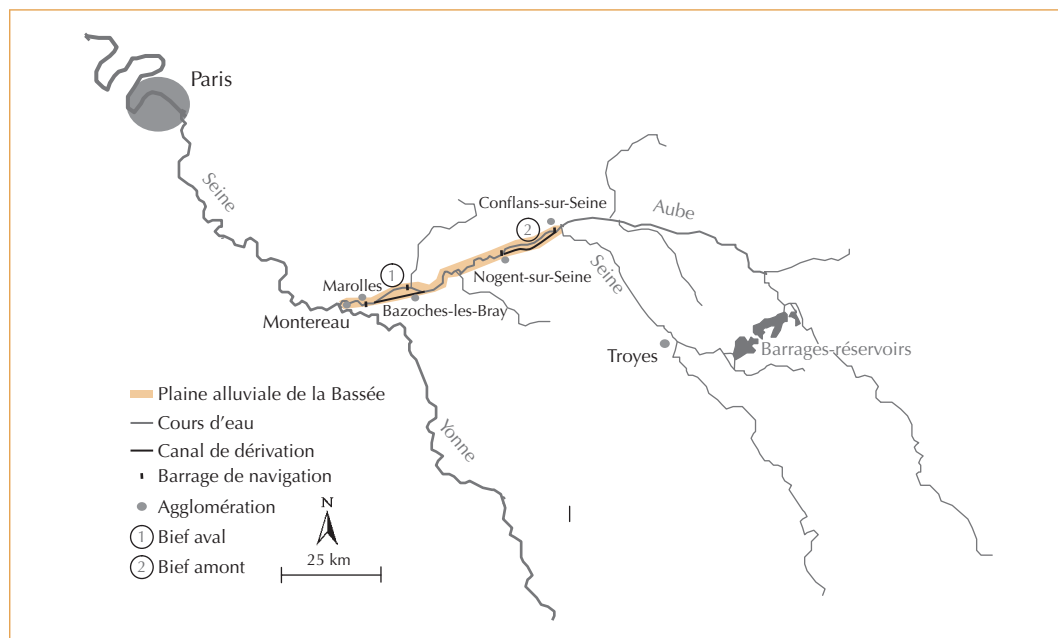 Paris
Seine
Conflans-sur-Seine
Aube
2
1
Marolles
Nogent-sur-Seine
Seine
Bazoches-les-Bray
Montereau
Troyes
Barrages-réservoirs
Yonne
Plaine alluviale de la Bassée
Cours d'eau
Canal de dérivation
Barrage de navigation
Agglomération
1 Bief aval
2 Bief amont
N
25 km